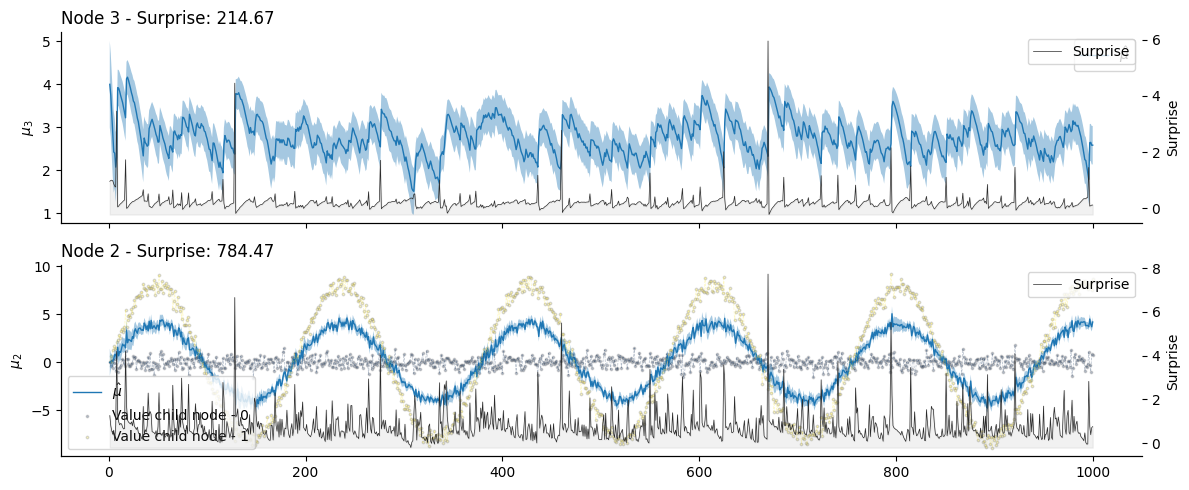 Node 3 - Surprise: 214.67
5
4
3
2
1
μ₃
Surprise
μ̂
6
4
2
0
Surprise
Node 2 - Surprise: 784.47
10
5
0
−5
μ₂
μ̂
Value child node - 0
Value child node - 1
Surprise
8
6
4
2
0
Surprise
0
200
400
600
800
1000